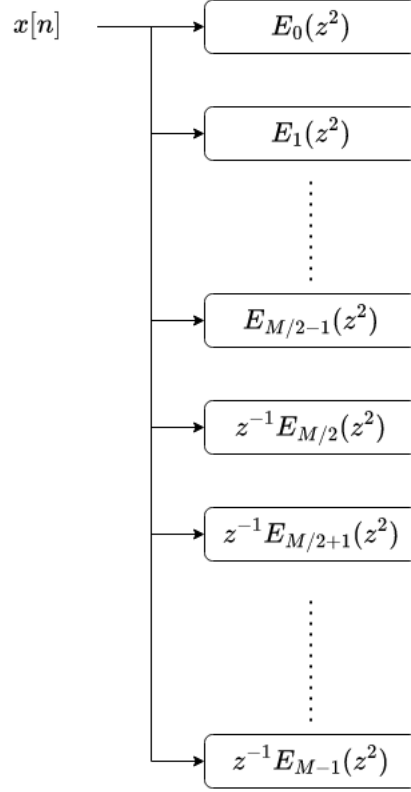 x[n]
E_0(z^2)
E_1(z^2)
E_{M/2-1}(z^2)
z^{-1}E_{M/2}(z^2)
z^{-1}E_{M/2+1}(z^2)
z^{-1}E_{M-1}(z^2)